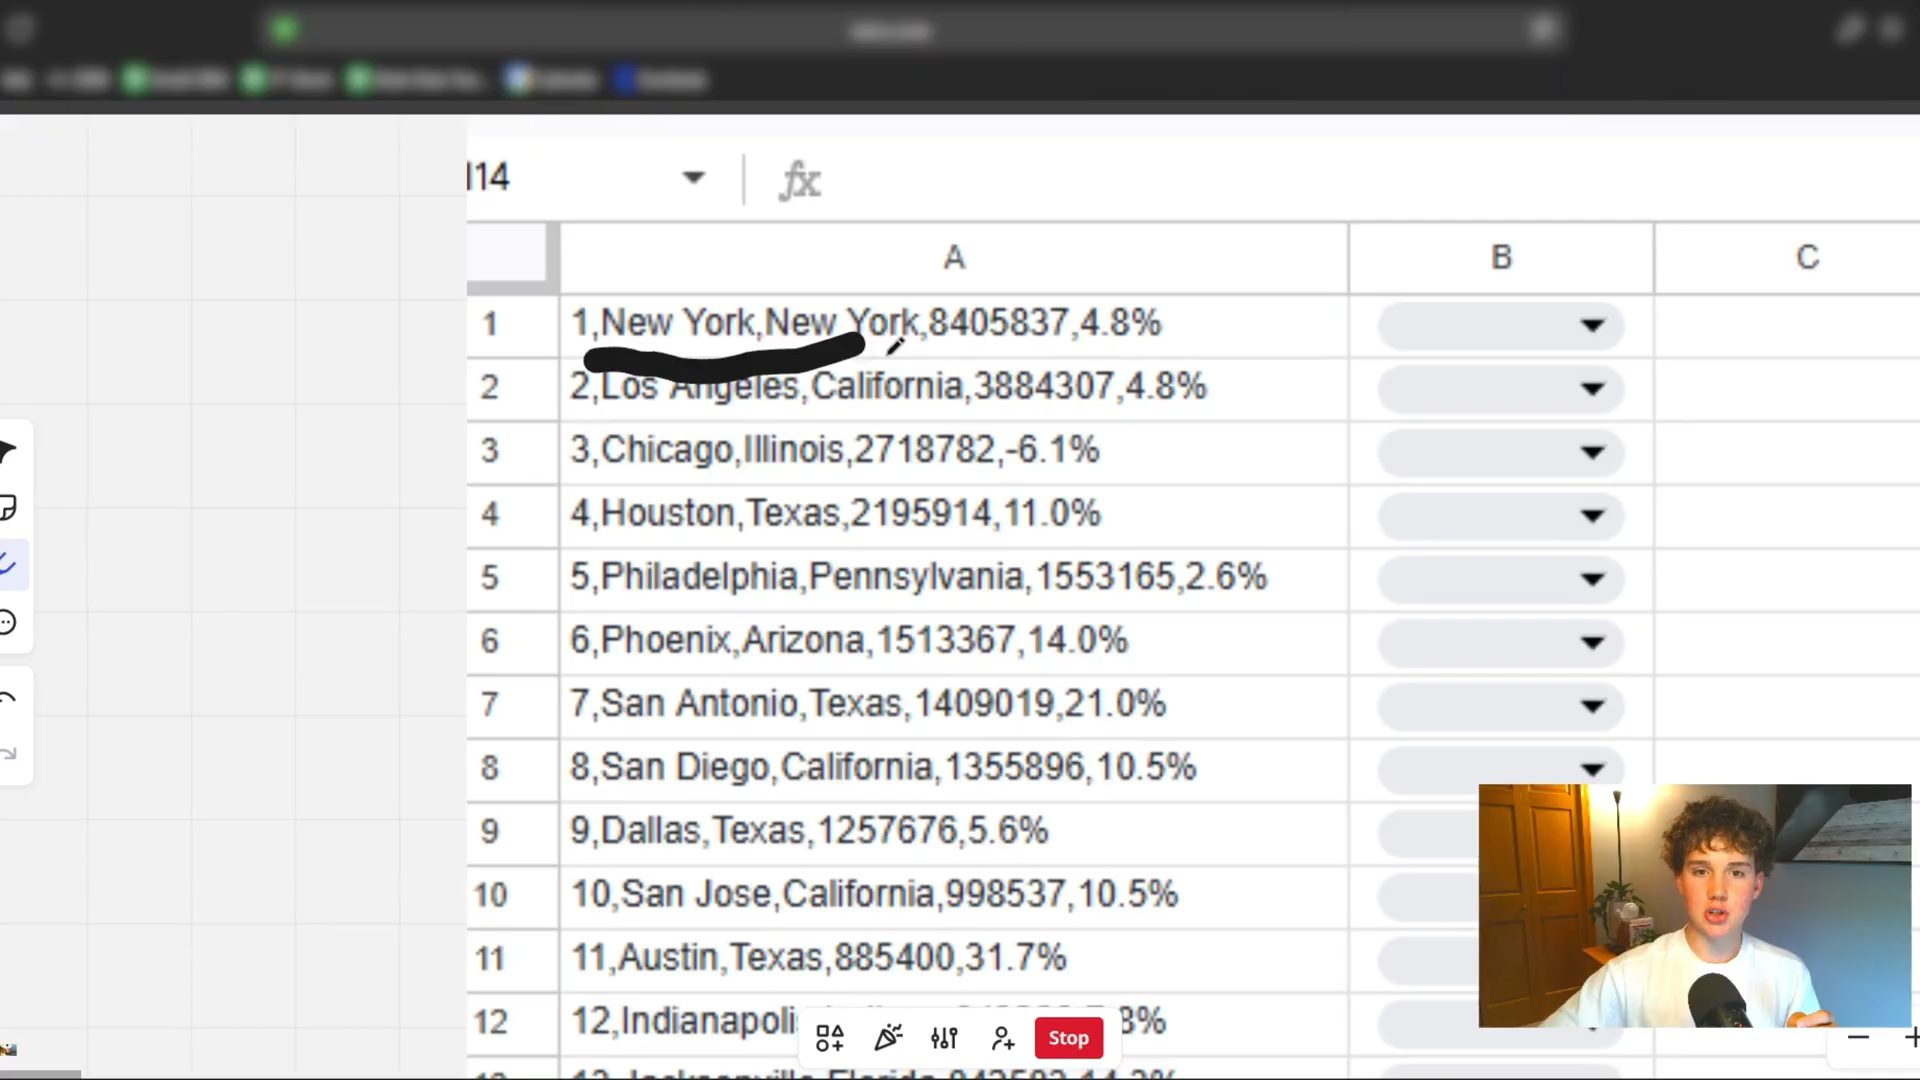 I14
fx
A B C
1 1,New York,New York,8405837,4.8%
2 2,Los Angeles,California,3884307,4.8%
3 3,Chicago,Illinois,2718782,-6.1%
4 4,Houston,Texas,2195914,11.0%
5 5,Philadelphia,Pennsylvania,1553165,2.6%
6 6,Phoenix,Arizona,1513367,14.0%
7 7,San Antonio,Texas,1409019,21.0%
8 8,San Diego,California,1355896,10.5%
9 9,Dallas,Texas,1257676,5.6%
10 10,San Jose,California,998537,10.5%
11 11,Austin,Texas,885400,31.7%
12 12,Indianapoli 8%
Stop